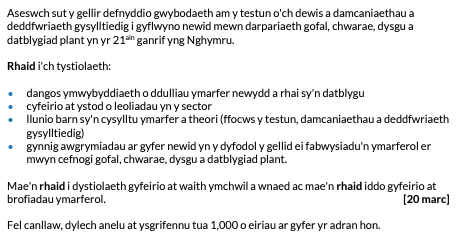 Aseswch sut y gellir defnyddio gwybodaeth am y testun o'ch dewis a damcaniaethau a
deddfwriaeth gysylltiedig i gyflwyno newid mewn darpariaeth gofal, chwarae, dysgu a
datblygiad plant yn yr 21ain ganrif yng Nghymru.
Rhaid i'ch tystiolaeth:
• dangos ymwybyddiaeth o ddulliau ymarfer newydd a rhai sy'n datblygu
• cyfeirio at ystod o leoliadau yn y sector
• llunio barn sy'n cysylltu ymarfer a theori (ffocws y testun, damcaniaethau a deddfwriaeth
gysylltiedig)
• gynnig awgrymiadau ar gyfer newid yn y dyfodol y gellid ei fabwysiadu'n ymarferol er
mwyn cefnogi gofal, chwarae, dysgu a datblygiad plant.
Mae'n rhaid i dystiolaeth gyfeirio at waith ymchwil a wnaed ac mae'n rhaid iddo gyfeirio at
brofiadau ymarferol. [20 marc]
Fel canllaw, dylech anelu at ysgrifennu tua 1,000 o eiriau ar gyfer yr adran hon.